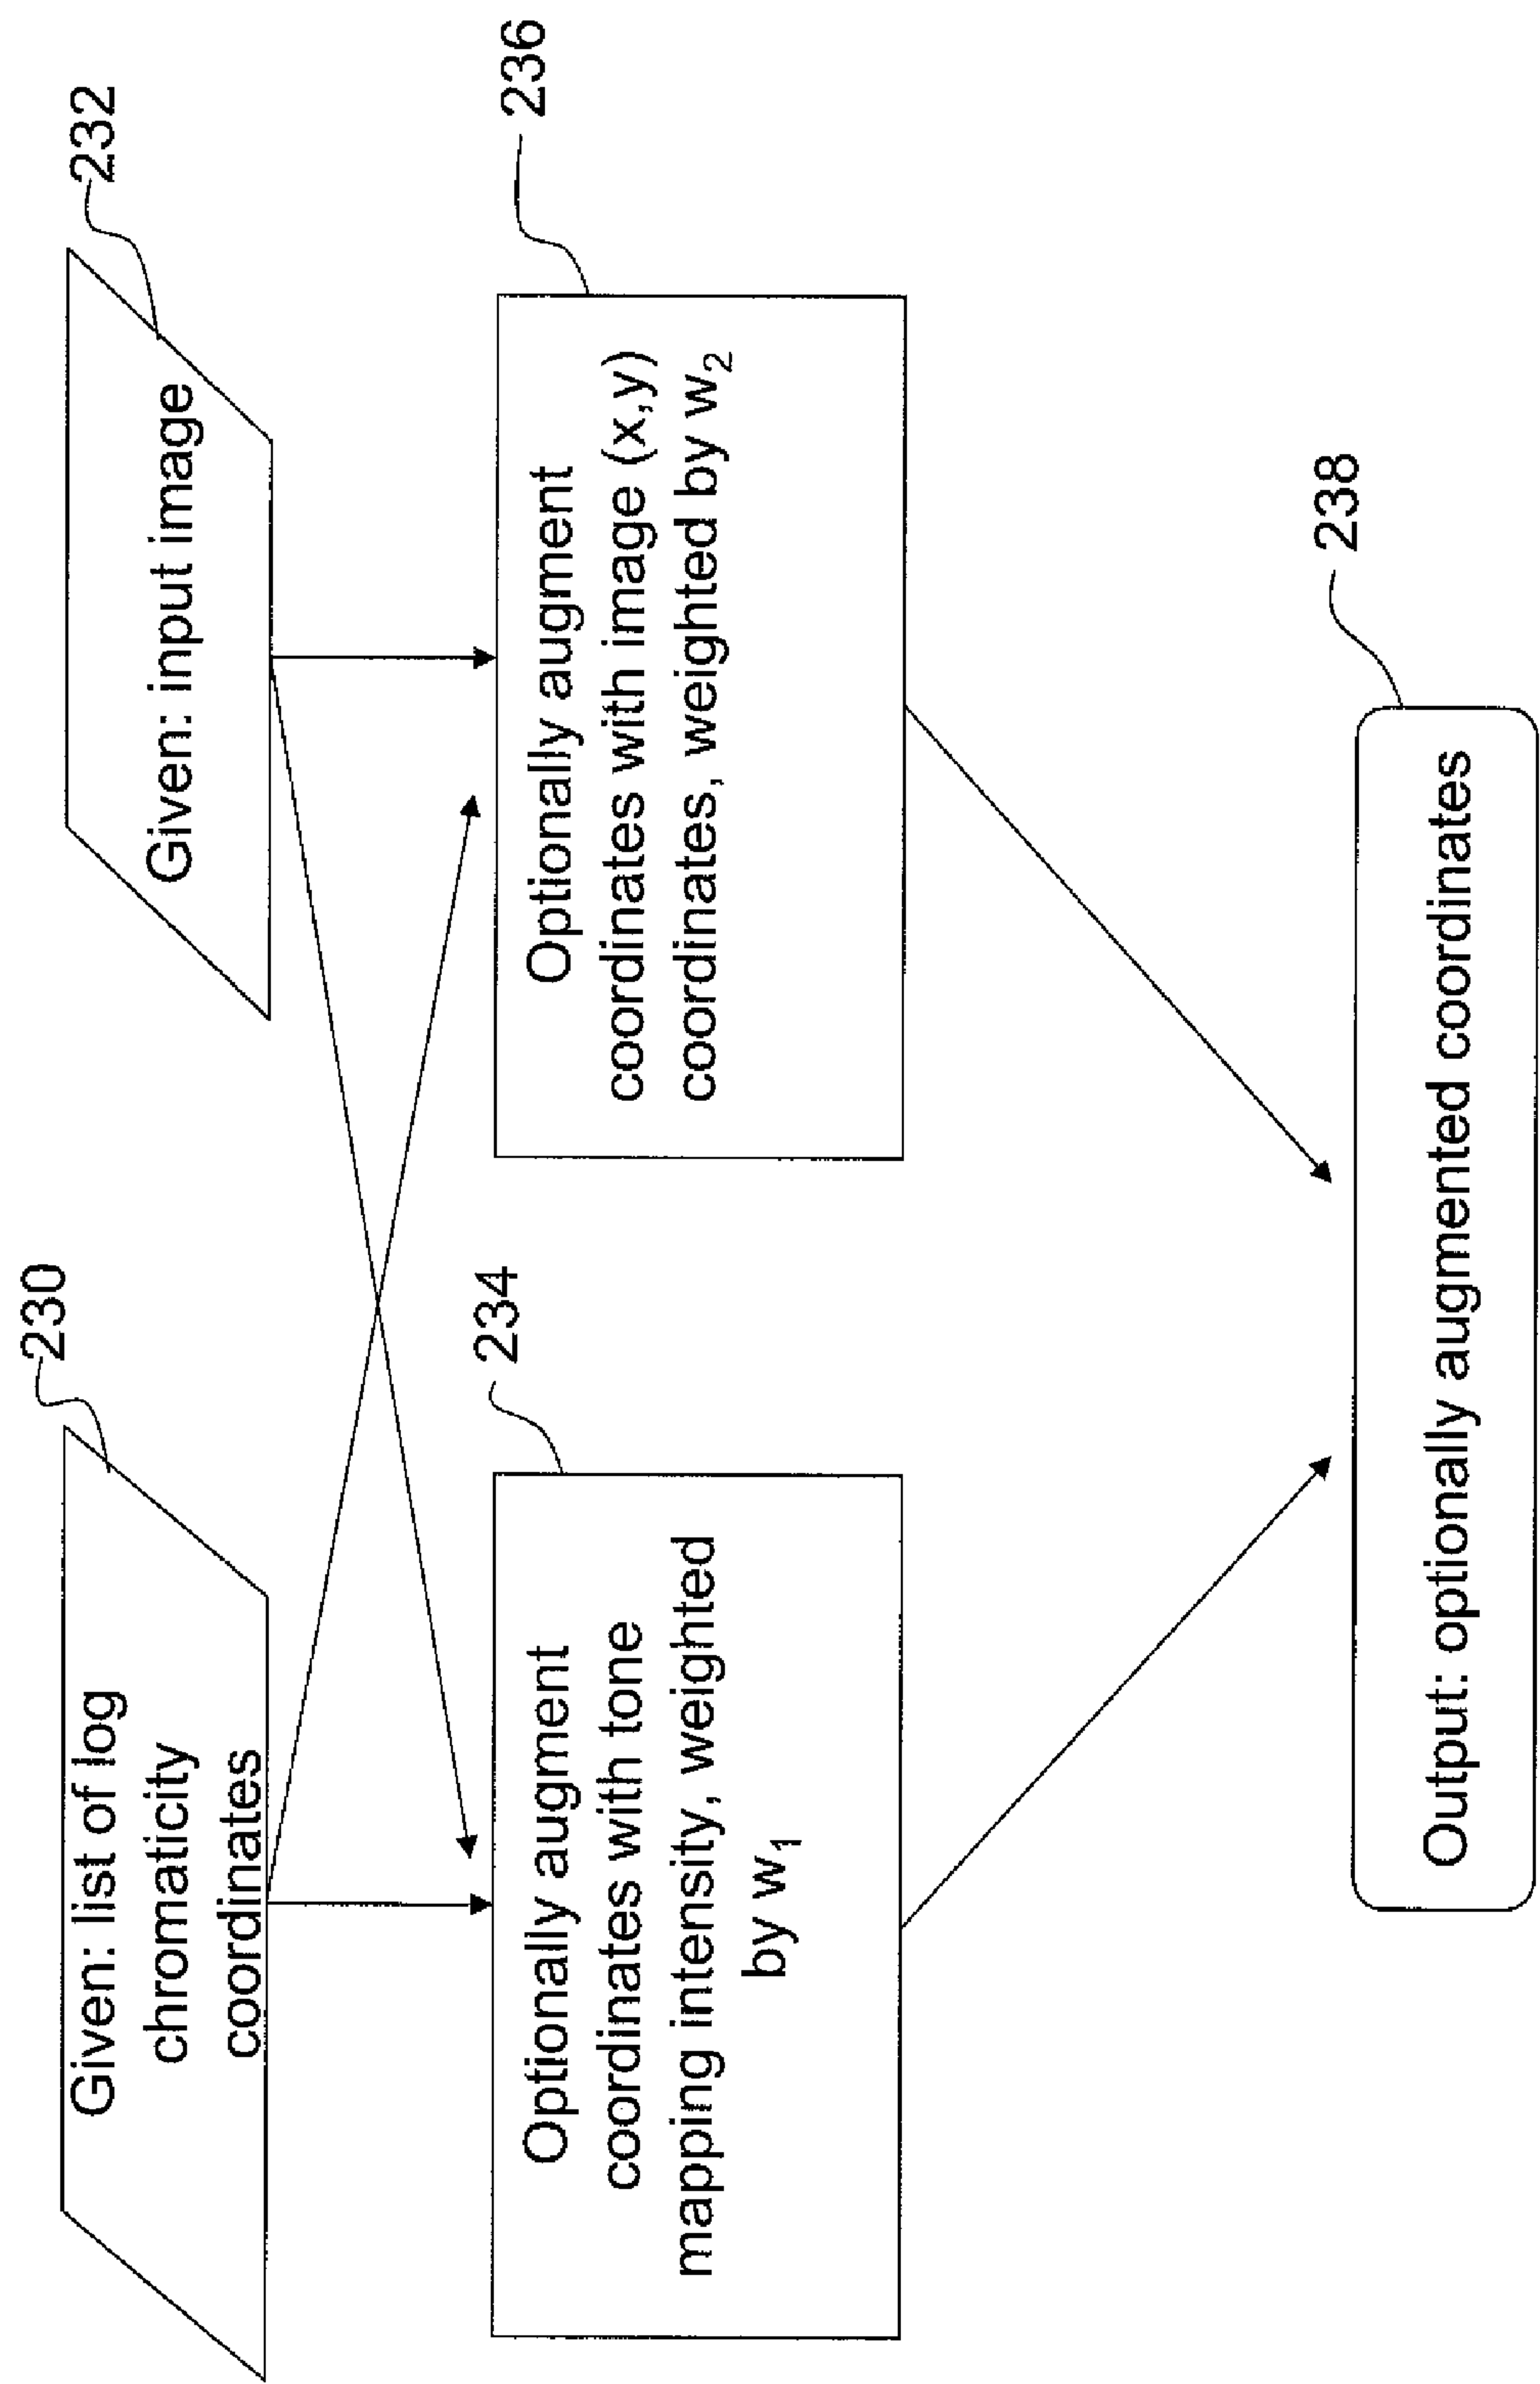 230
Given: list of log
chromaticity
coordinates
232
Given: input image
234
Optionally augment
coordinates with tone
mapping intensity, weighted
by w₁
236
Optionally augment
coordinates with image (x,y)
coordinates, weighted by w₂
238
Output: optionally augmented coordinates